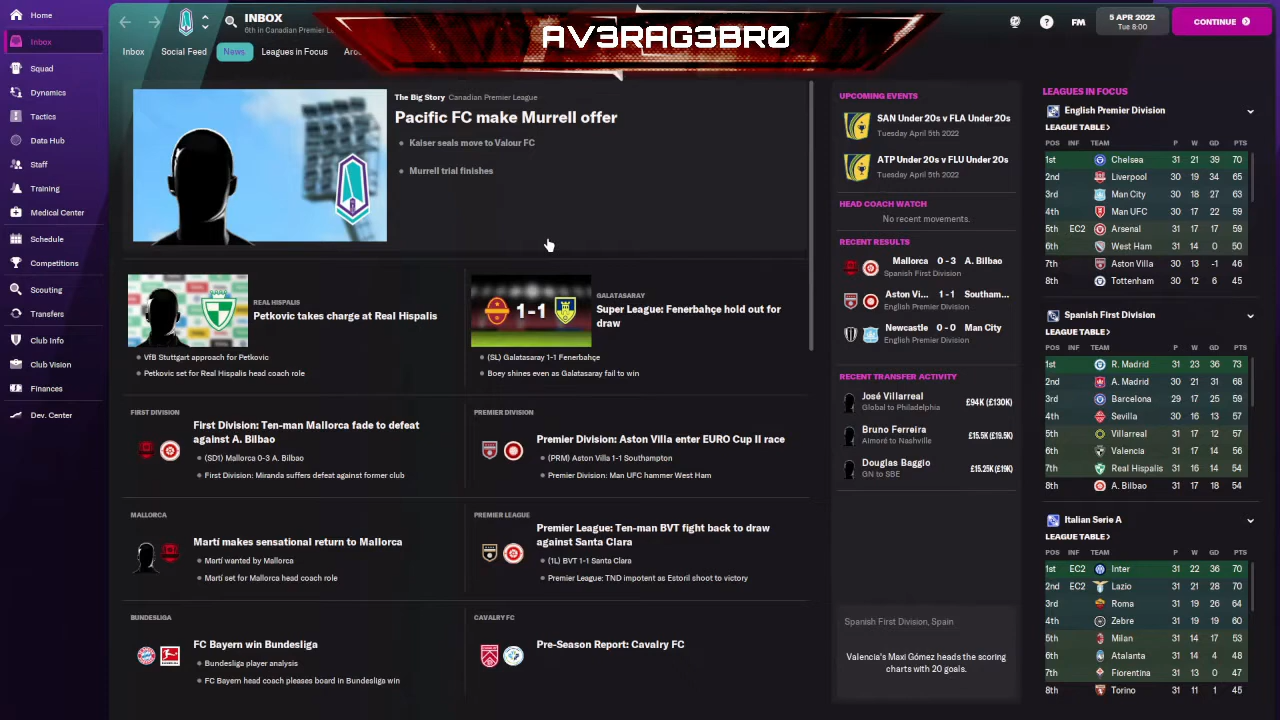 Home
Inbox
Squad
Dynamics
Tactics
Data Hub
Staff
Training
Medical Center
Schedule
Competitions
Scouting
Transfers
Club Info
Club Vision
Finances
Dev. Center
INBOX
6th in Canadian Premier L
AV3RAG3BR0
FM
5 APR 2022
Tue 8:00
CONTINUE
Inbox
Social Feed
News
Leagues in Focus
The Big Story Canadian Premier League
Pacific FC make Murrell offer
Kaiser seals move to Valour FC
Murrell trial finishes
REAL HISPALIS
Petkovic takes charge at Real Hispalis
VfB Stuttgart approach for Petkovic
Petkovic set for Real Hispalis head coach role
1-1
GALATASARAY
Super League: Fenerbahçe hold out for
draw
(SL) Galatasaray 1-1 Fenerbahçe
Boey shines even as Galatasaray fail to win
FIRST DIVISION
First Division: Ten-man Mallorca fade to defeat
against A. Bilbao
(SD1) Mallorca 0-3 A. Bilbao
First Division: Miranda suffers defeat against former club
PREMIER DIVISION
Premier Division: Aston Villa enter EURO Cup II race
(PRM) Aston Villa 1-1 Southampton
Premier Division: Man UFC hammer West Ham
MALLORCA
Martí makes sensational return to Mallorca
Martí wanted by Mallorca
Martí set for Mallorca head coach role
PREMIER LEAGUE
Premier League: Ten-man BVT fight back to draw
against Santa Clara
(1L) BVT 1-1 Santa Clara
Premier League: TND impotent as Estoril shoot to victory
BUNDESLIGA
FC Bayern win Bundesliga
Bundesliga player analysis
FC Bayern head coach pleases board in Bundesliga win
CAVALRY FC
Pre-Season Report: Cavalry FC
UPCOMING EVENTS
SAN Under 20s v FLA Under 20s
Tuesday April 5th 2022
ATP Under 20s v FLU Under 20s
Tuesday April 5th 2022
HEAD COACH WATCH
No recent movements.
RECENT RESULTS
Mallorca 0 - 3 A. Bilbao
Spanish First Division
Aston Vi... 1 - 1 Southam...
English Premier Division
Newcastle 0 - 0 Man City
English Premier Division
RECENT TRANSFER ACTIVITY
José Villarreal
Global to Philadelphia
£94K (£130K)
Bruno Ferreira
Aimoré to Nashville
£15.5K (£19.5K)
Douglas Baggio
GN to SBE
£15.25K (£19K)
Spanish First Division, Spain
Valencia's Maxi Gómez heads the scoring
charts with 20 goals.
LEAGUES IN FOCUS
English Premier Division
LEAGUE TABLE
POS INF TEAM P W GD PTS
1st Chelsea 31 21 39 70
2nd Liverpool 30 19 34 65
3rd Man City 30 18 27 63
4th Man UFC 30 17 22 59
5th EC2 Arsenal 31 17 21 59
6th West Ham 31 14 0 50
7th Aston Villa 30 13 -1 46
8th Tottenham 30 12 6 45
Spanish First Division
LEAGUE TABLE
POS INF TEAM P W GD PTS
1st R. Madrid 31 23 36 73
2nd A. Madrid 31 21 31 68
3rd Barcelona 30 17 25 59
4th Sevilla 30 16 13 57
5th Villarreal 31 17 12 57
6th Valencia 31 17 14 56
7th Real Hispalis 31 16 14 54
8th A. Bilbao 31 17 18 54
Italian Serie A
LEAGUE TABLE
POS INF TEAM P W GD PTS
1st EC2 Inter 31 22 36 70
2nd EC2 Lazio 31 21 28 70
3rd Roma 31 19 26 64
4th Zebre 31 19 19 60
5th Milan 31 14 17 53
6th Atalanta 31 14 4 48
7th Fiorentina 31 13 10 47
8th Torino 31 11 1 45